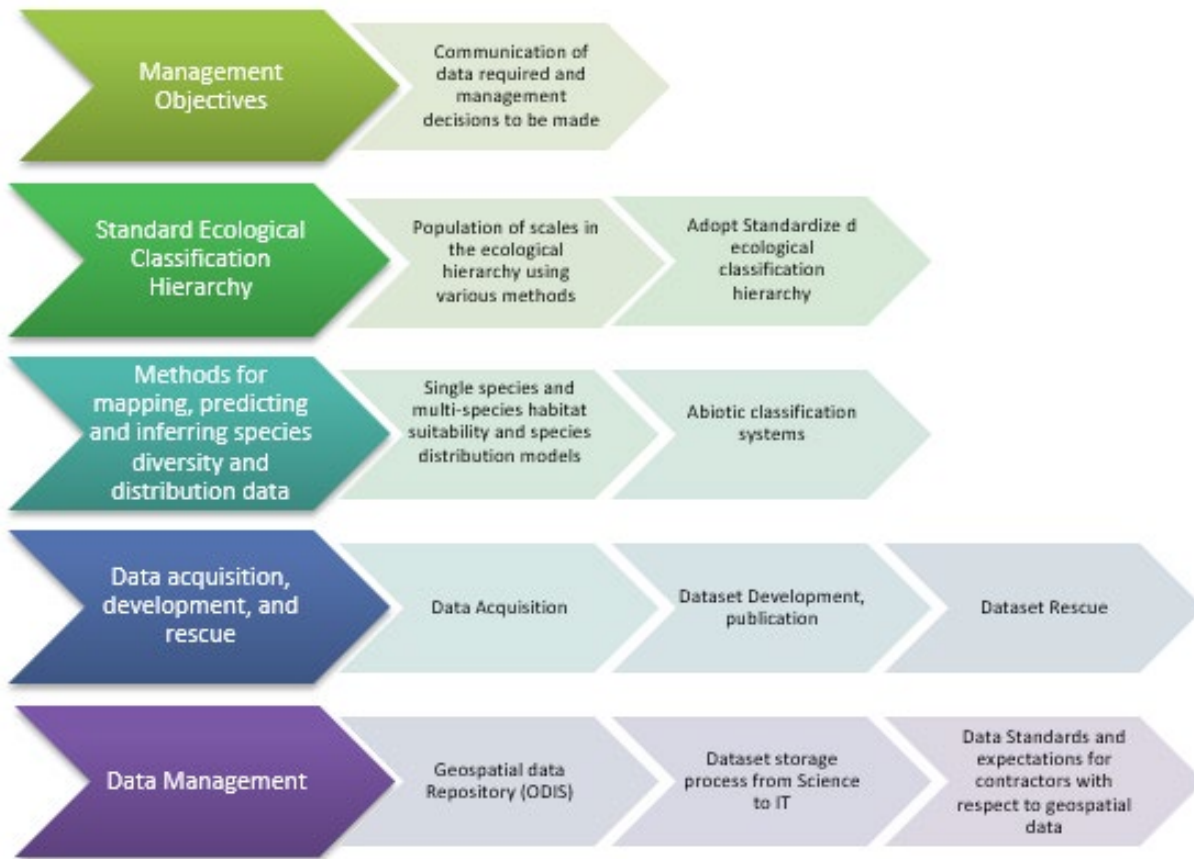 Management
Objectives
Communication of
data required and
management
decisions to be made
Standard Ecological
Classification
Hierarchy
Population of scales in
the ecological
hierarchy using
various methods
Adopt Standardize d
ecological
classification
hierarchy
Methods for
mapping, predicting
and inferring species
diversity and
distribution data
Single species and
multi-species habitat
suitability and species
distribution models
Abiotic classification
systems
Data acquisition,
development, and
rescue
Data Acquisition
Dataset Development,
publication
Dataset Rescue
Data Management
Geospatial data
Repository (ODIS)
Dataset storage
process from Science
to IT
Data Standards and
expectations for
contractors with
respect to geospatial
data